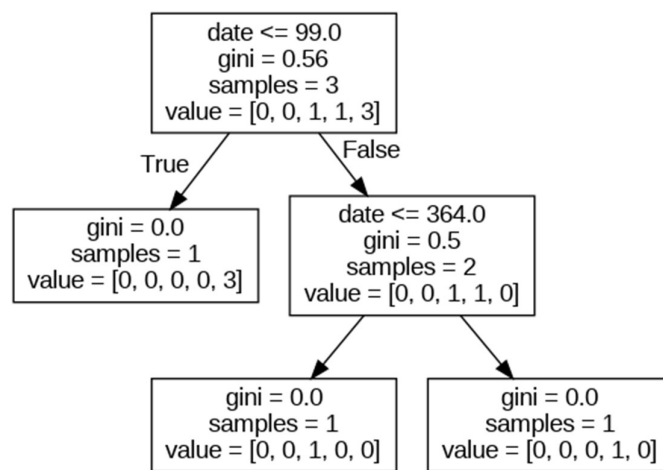 date <= 99.0
gini = 0.56
samples = 3
value = [0, 0, 1, 1, 3]
True
False
gini = 0.0
samples = 1
value = [0, 0, 0, 0, 3]
date <= 364.0
gini = 0.5
samples = 2
value = [0, 0, 1, 1, 0]
gini = 0.0
samples = 1
value = [0, 0, 1, 0, 0]
gini = 0.0
samples = 1
value = [0, 0, 0, 1, 0]